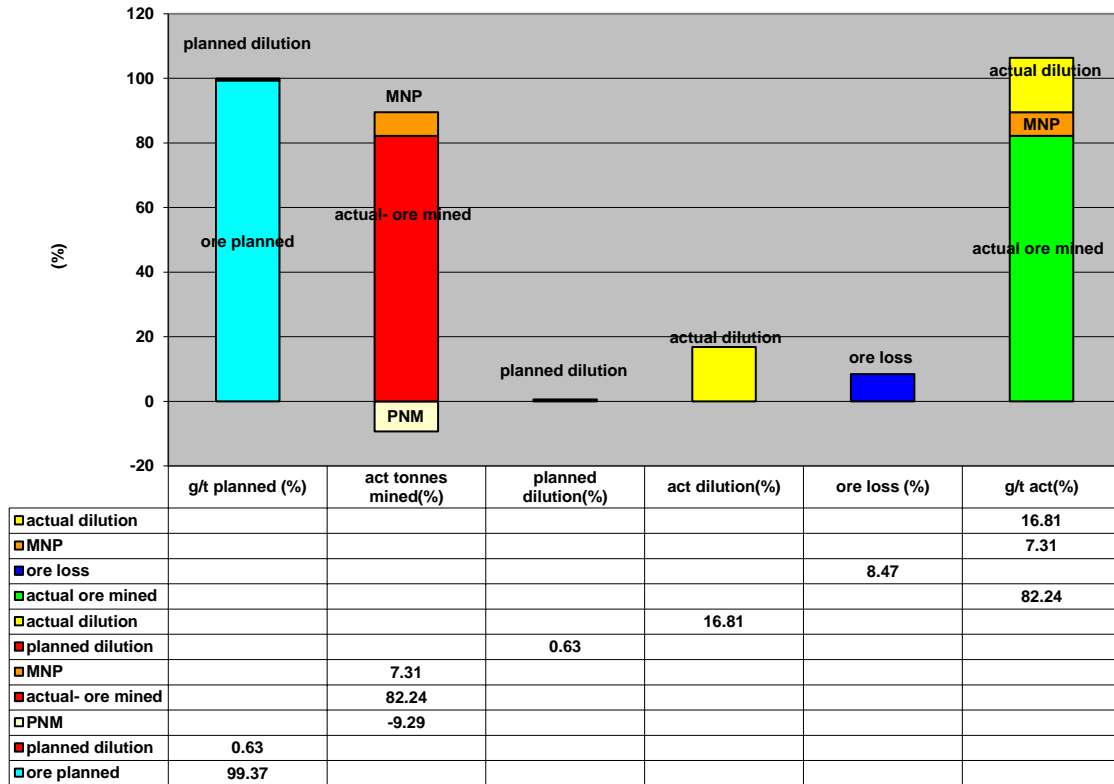 120
100
80
60
40
20
0
-20
(%)
planned dilution
ore planned
MNP
actual- ore mined
PNM
planned dilution
actual dilution
ore loss
actual dilution
MNP
actual ore mined
g/t planned (%) act tonnes mined(%) planned dilution(%) act dilution(%) ore loss (%) g/t act(%)
actual dilution 16.81
MNP 7.31
ore loss 8.47
actual ore mined 82.24
actual dilution 16.81
planned dilution 0.63
MNP 7.31
actual- ore mined 82.24
PNM -9.29
planned dilution 0.63
ore planned 99.37